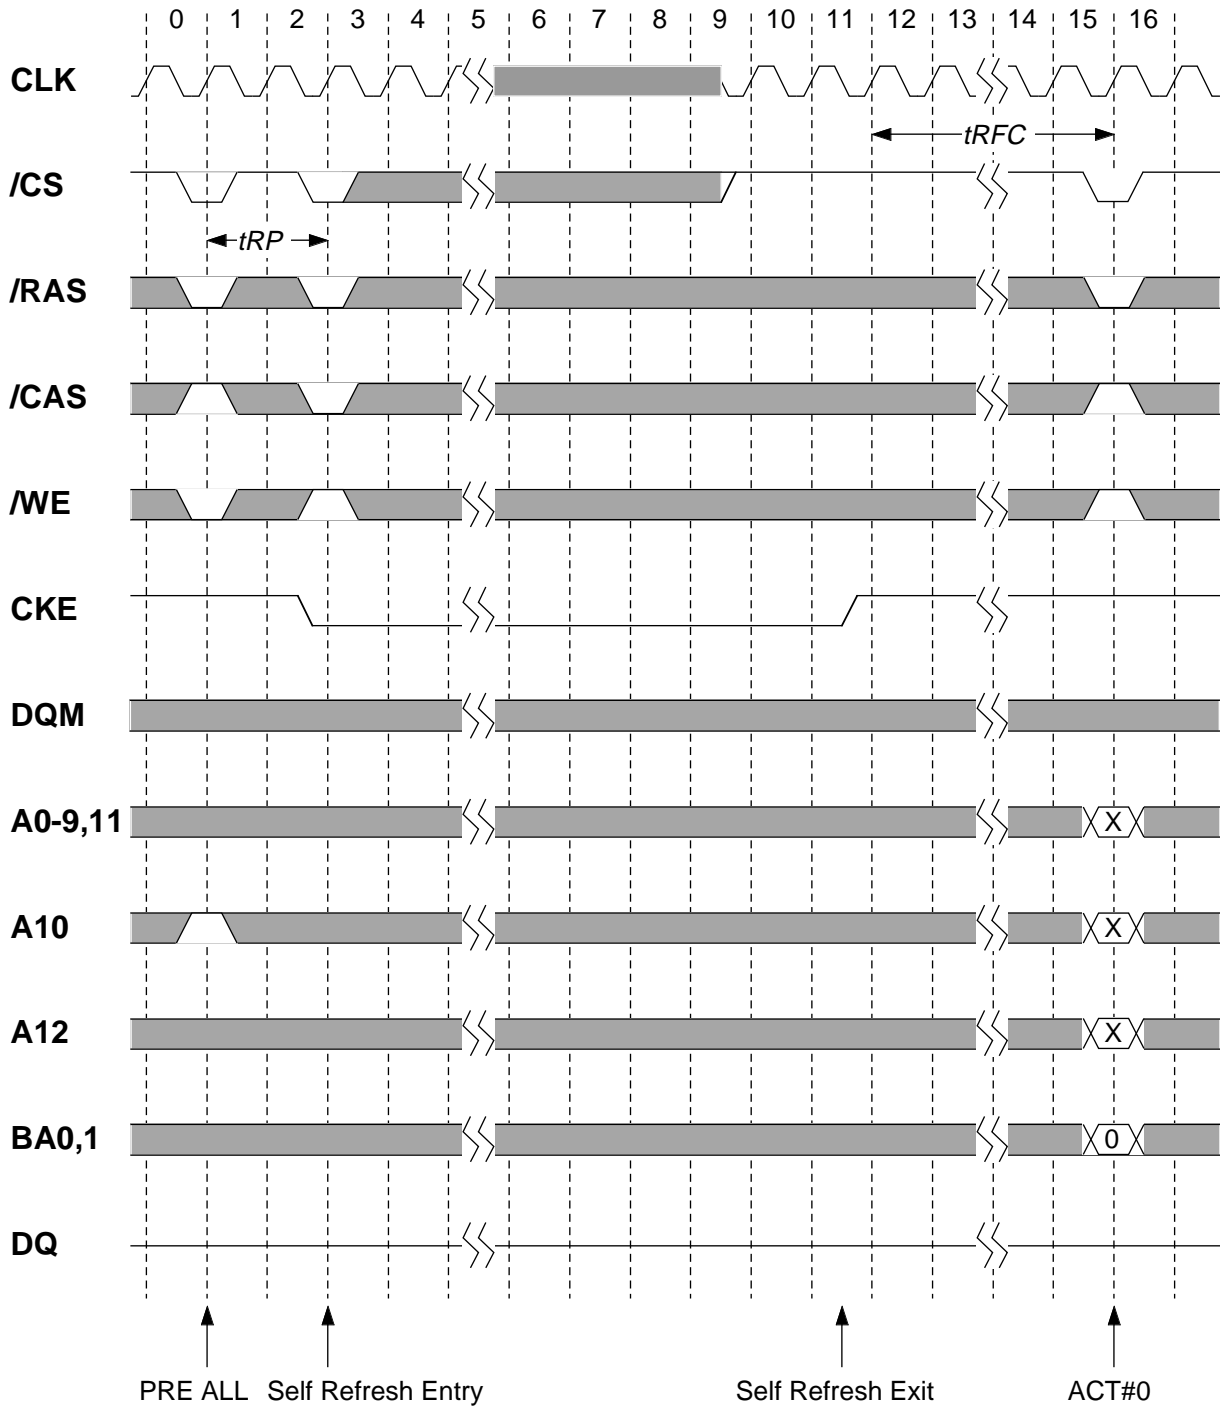 0 1 2 3 4 5 6 7 8 9 10 11 12 13 14 15 16
CLK
tRFC
/CS
tRP
/RAS
/CAS
/WE
CKE
DQM
A0-9,11 X
A10 X
A12 X
BA0,1 0
DQ
PRE ALL Self Refresh Entry Self Refresh Exit ACT#0